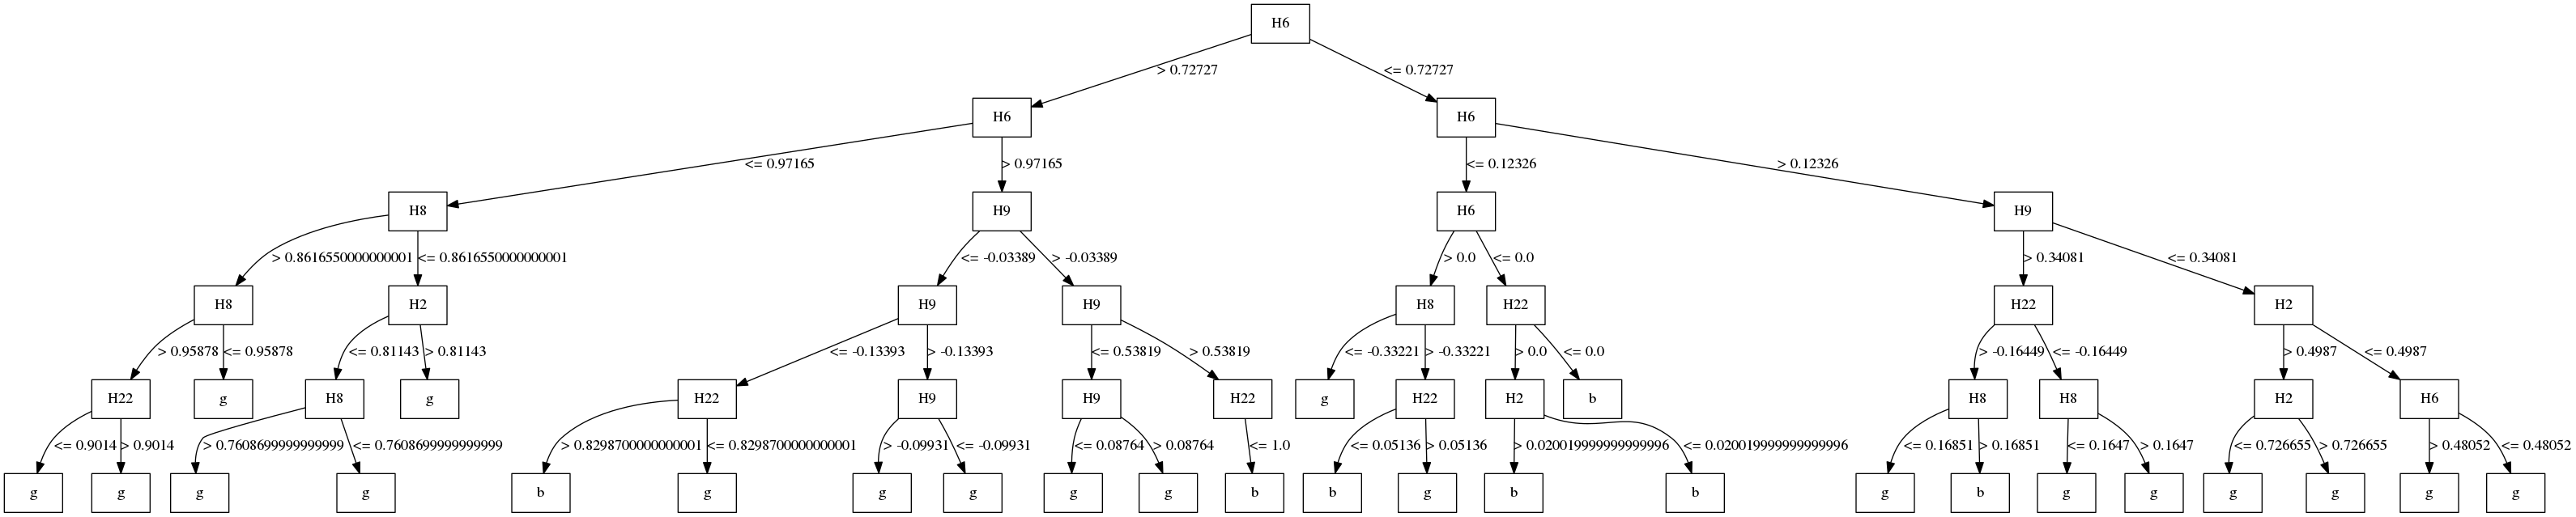 H6
> 0.72727 <= 0.72727
H6 H6
<= 0.97165 > 0.97165 <= 0.12326 > 0.12326
H8 H9 H6 H9
> 0.8616550000000001 <= 0.8616550000000001 <= -0.03389 > -0.03389 > 0.0 <= 0.0 > 0.34081 <= 0.34081
H8 H2 H9 H9 H8 H22 H22 H2
> 0.95878 <= 0.95878 <= 0.81143 > 0.81143 <= -0.13393 > -0.13393 <= 0.53819 > 0.53819 <= -0.33221 > -0.33221 > 0.0 <= 0.0 > -0.16449 <= -0.16449 > 0.4987 <= 0.4987
H22 g H8 g H22 H9 H9 H22 g H22 H2 b H8 H8 H2 H6
<= 0.9014 > 0.9014 > 0.7608699999999999 <= 0.7608699999999999 > 0.8298700000000001 <= 0.8298700000000001 > -0.09931 <= -0.09931 <= 0.08764 > 0.08764 <= 1.0 <= 0.05136 > 0.05136 > 0.020019999999999996 <= 0.020019999999999996 <= 0.16851 > 0.16851 <= 0.1647 > 0.1647 <= 0.726655 > 0.726655 > 0.48052 <= 0.48052
g g g g b g g g g g b b g b b g b g g g g g g